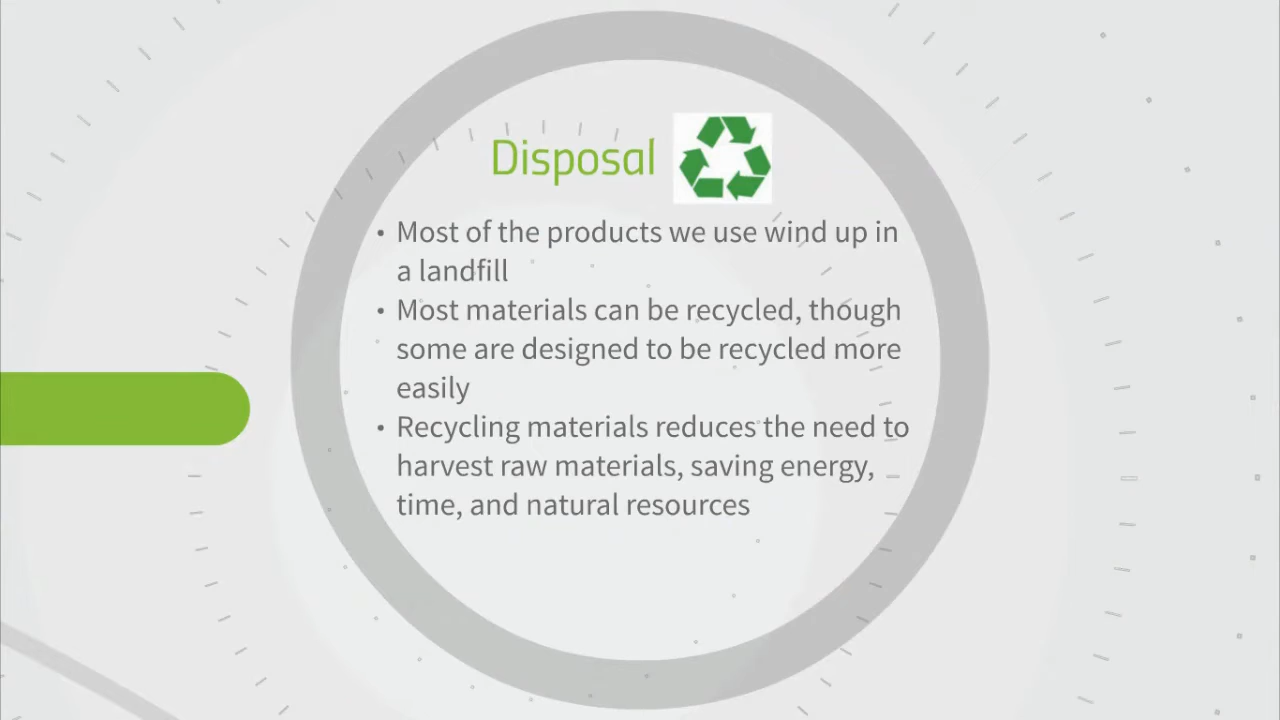 Disposal
• Most of the products we use wind up in
a landfill
• Most materials can be recycled, though
some are designed to be recycled more
easily
• Recycling materials reduces the need to
harvest raw materials, saving energy,
time, and natural resources